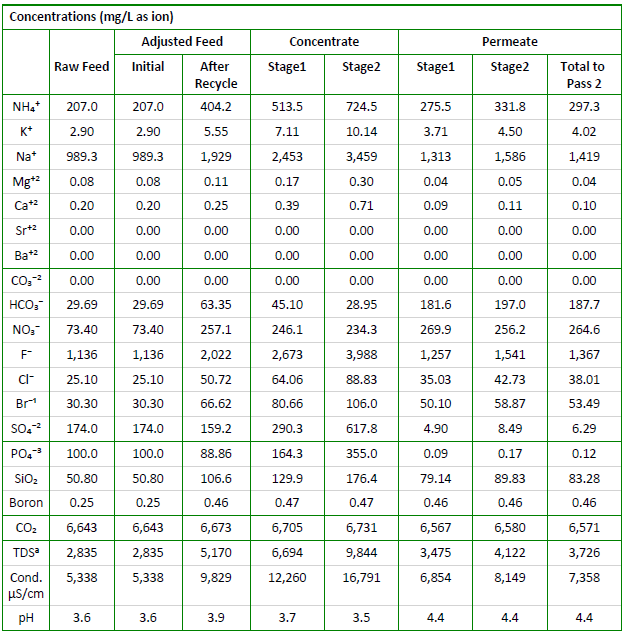 Concentrations (mg/L as ion)
Adjusted Feed Concentrate Permeate
Raw Feed Initial After Recycle Stage1 Stage2 Stage1 Stage2 Total to Pass 2
NH₄⁺ 207.0 207.0 404.2 513.5 724.5 275.5 331.8 297.3
K⁺ 2.90 2.90 5.55 7.11 10.14 3.71 4.50 4.02
Na⁺ 989.3 989.3 1,929 2,453 3,459 1,313 1,586 1,419
Mg⁺² 0.08 0.08 0.11 0.17 0.30 0.04 0.05 0.04
Ca⁺² 0.20 0.20 0.25 0.39 0.71 0.09 0.11 0.10
Sr⁺² 0.00 0.00 0.00 0.00 0.00 0.00 0.00 0.00
Ba⁺² 0.00 0.00 0.00 0.00 0.00 0.00 0.00 0.00
CO₃⁻² 0.00 0.00 0.00 0.00 0.00 0.00 0.00 0.00
HCO₃⁻ 29.69 29.69 63.35 45.10 28.95 181.6 197.0 187.7
NO₃⁻ 73.40 73.40 257.1 246.1 234.3 269.9 256.2 264.6
F⁻ 1,136 1,136 2,022 2,673 3,988 1,257 1,541 1,367
Cl⁻ 25.10 25.10 50.72 64.06 88.83 35.03 42.73 38.01
Br⁻¹ 30.30 30.30 66.62 80.66 106.0 50.10 58.87 53.49
SO₄⁻² 174.0 174.0 159.2 290.3 617.8 4.90 8.49 6.29
PO₄⁻³ 100.0 100.0 88.86 164.3 355.0 0.09 0.17 0.12
SiO₂ 50.80 50.80 106.6 129.9 176.4 79.14 89.83 83.28
Boron 0.25 0.25 0.46 0.47 0.47 0.46 0.46 0.46
CO₂ 6,643 6,643 6,673 6,705 6,731 6,567 6,580 6,571
TDSᵃ 2,835 2,835 5,170 6,694 9,844 3,475 4,122 3,726
Cond. µS/cm 5,338 5,338 9,829 12,260 16,791 6,854 8,149 7,358
pH 3.6 3.6 3.9 3.7 3.5 4.4 4.4 4.4